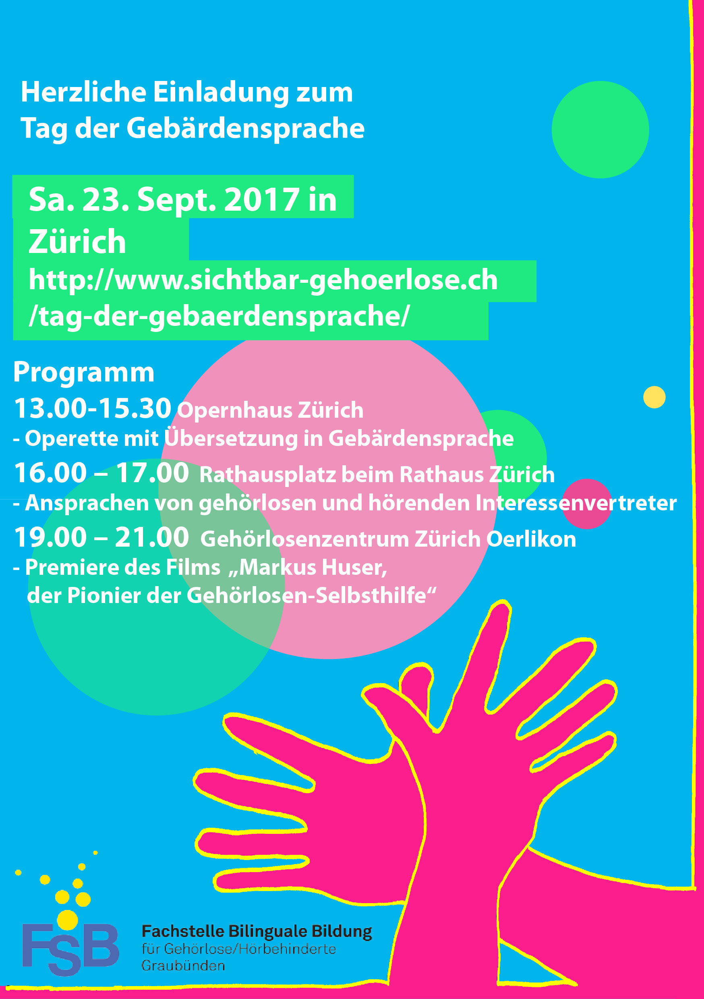 Herzliche Einladung zum
Tag der Gebärdensprache
Sa. 23. Sept. 2017 in
Zürich
http://www.sichtbar-gehoerlose.ch
/tag-der-gebaerdensprache/
Programm
13.00-15.30 Opernhaus Zürich
- Operette mit Übersetzung in Gebärdensprache
16.00 – 17.00 Rathausplatz beim Rathaus Zürich
- Ansprachen von gehörlosen und hörenden Interessenvertreter
19.00 – 21.00 Gehörlosenzentrum Zürich Oerlikon
- Premiere des Films „Markus Huser,
der Pionier der Gehörlosen-Selbsthilfe“
FSB
Fachstelle Bilinguale Bildung
für Gehörlose/Hörbehinderte
Graubünden